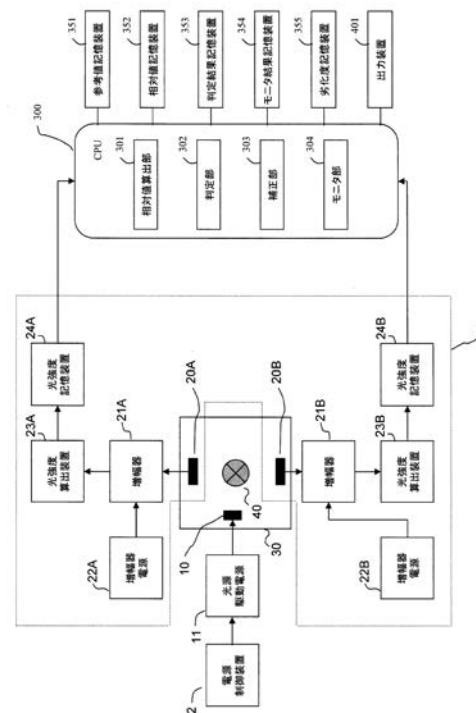 300
CPU
301
相対値算出部
302
判定部
303
補正部
304
モニタ部
351
参考値記憶装置
352
相対値記憶装置
353
判定結果記憶装置
354
モニタ結果記憶装置
355
劣化度記憶装置
401
出力装置
24A
光強度
記憶装置
23A
光強度
算出装置
21A
増幅器
22A
増幅器
電源
20A
20B
10
40
30
11
光源
駆動電源
2
電源
制御装置
21B
増幅器
22B
増幅器
電源
23B
光強度
算出装置
24B
光強度
記憶装置